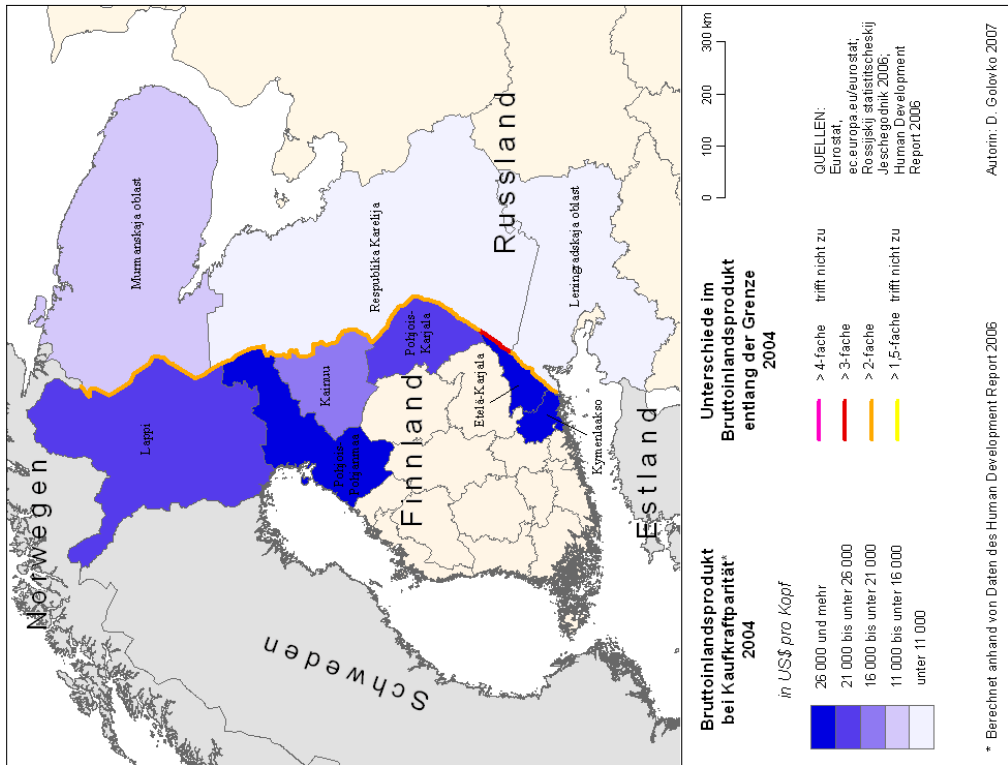 Norwegen
Murmanskaja oblast
Lappi
Respublika Karelija
Russland
Schweden
Kainuu
Pohjois-
Karjala
Finnland
Etelä-Karjala
Leningradskaja oblast
Kymenlaakso
Estland
Bruttoinlandsprodukt
bei Kaufkraftparität*
2004
in US$ pro Kopf
26 000 und mehr
21 000 bis unter 26 000
16 000 bis unter 21 000
11 000 bis unter 16 000
unter 11 000
Unterschiede im
Bruttoinlandsprodukt
entlang der Grenze
2004
> 4-fache trifft nicht zu
> 3-fache
> 2-fache
> 1,5-fache trifft nicht zu
0 100 200 300 km
QUELLEN:
Eurostat,
ec.europa.eu/eurostat;
Rossijskij statistitscheskij
Jeschegodnik 2006;
Human Development
Report 2006
* Berechnet anhand von Daten des Human Development Report 2006
Autorin: D. Golovko 2007